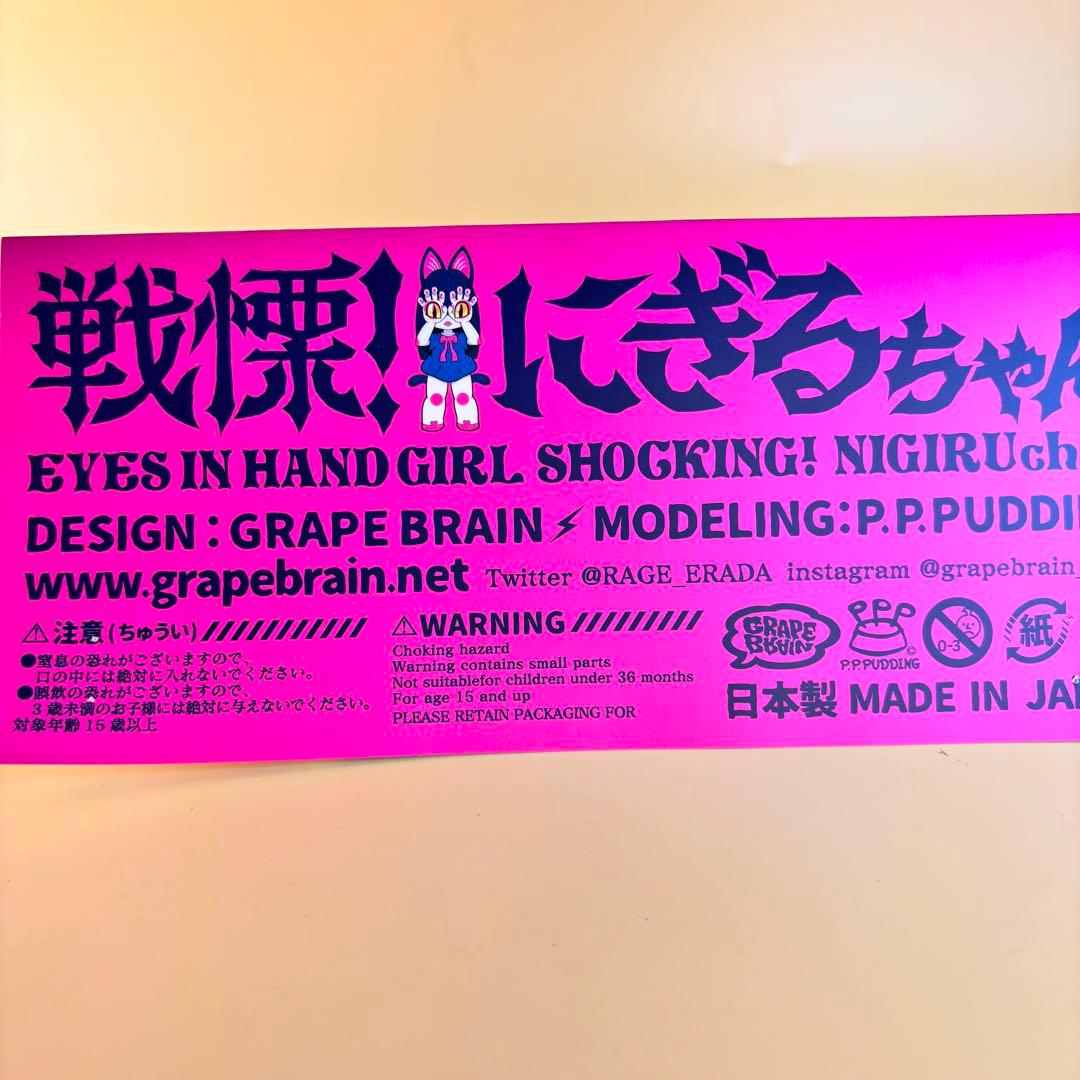 戦慄!にぎるちゃん
EYES IN HAND GIRL SHOCKING! NIGIRUch
DESIGN:GRAPE BRAIN⚡MODELING:P.P.PUDDI
www.grapebrain.net Twitter @RAGE_ERADA instagram @grapebrain_
⚠注意(ちゅうい)////////////
●窒息の恐れがございますので、
口の中には絶対に入れないでください。
●誤飲の炎れがございますので、
3歳未満のお子様には絶対に与えないでください。
対象年齢15歳以上
⚠WARNING////////////
Choking hazard
Warning contains small parts
Not suitablefor children under 36 months
For age 15 and up
PLEASE RETAIN PACKAGING FOR
GRAPE
BRAIN
P.P.P
P.P.PUDDING
©
0-3
紙
日本製 MADE IN JA